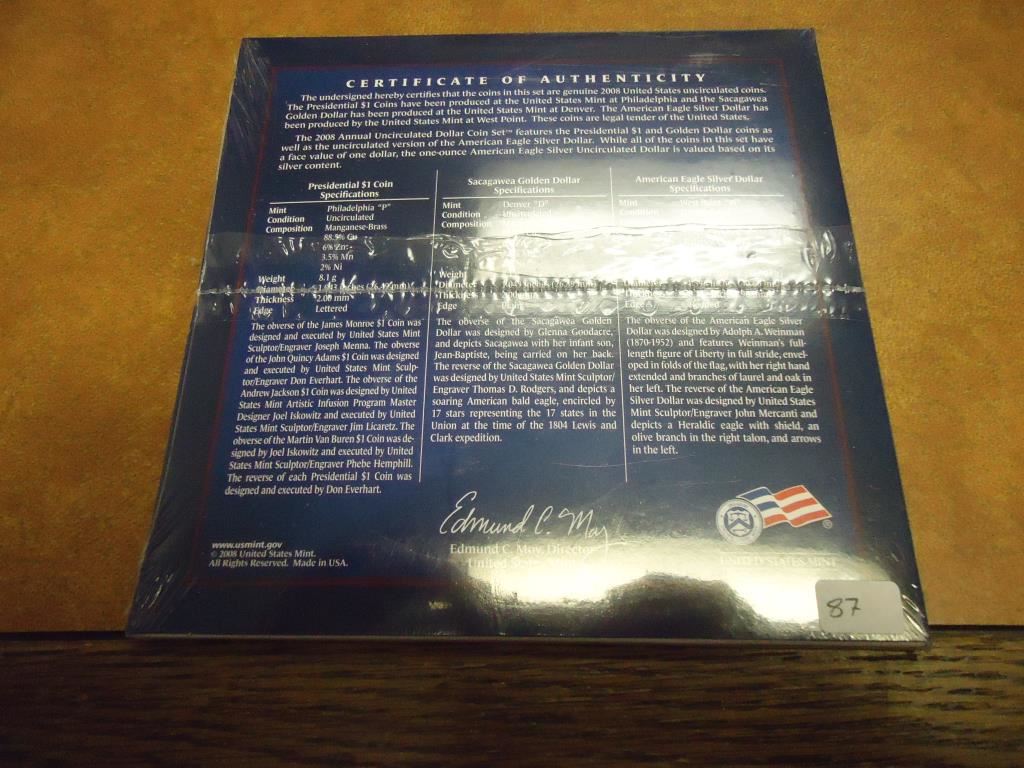 CERTIFICATE OF AUTHENTICITY
The undersigned hereby certifies that the coins in this set are genuine 2008 United States uncirculated coins.
The Presidential $1 Coins have been produced at the United States Mint at Philadelphia and the Sacagawea
Golden Dollar has been produced at the United States Mint at Denver. The American Eagle Silver Dollar has
been produced by the United States Mint at West Point. These coins are legal tender of the United States.
The 2008 Annual Uncirculated Dollar Coin Set™ features the Presidential $1 and Golden Dollar coins as
well as the uncirculated version of the American Eagle Silver Dollar. While all of the coins in this set have
a face value of one dollar, the one-ounce American Eagle Silver Uncirculated Dollar is valued based on its
silver content.
Presidential $1 Coin
Specifications
Mint Philadelphia "P"
Condition Uncirculated
Composition Manganese-Brass
88.5% Cu
6% Zn
3.5% Mn
2% Ni
Weight 8.1 g
Diameter
Thickness 2.00 mm
Edge Lettered
The obverse of the James Monroe $1 Coin was
designed and executed by United States Mint
Sculptor/Engraver Joseph Menna. The obverse
of the John Quincy Adams $1 Coin was designed
and executed by United States Mint Sculp-
tor/Engraver Don Everhart. The obverse of the
Andrew Jackson $1 Coin was designed by United
States Mint Artistic Infusion Program Master
Designer Joel Iskowitz and executed by United
States Mint Sculptor/Engraver Jim Licaretz. The
obverse of the Martin Van Buren $1 Coin was de-
signed by Joel Iskowitz and executed by United
States Mint Sculptor/Engraver Phebe Hemphill.
The reverse of each Presidential $1 Coin was
designed and executed by Don Everhart.
Sacagawea Golden Dollar
Specifications
Mint Denver "D"
Condition Uncirculated
Composition
Weight
Diameter
Thickness
Edge
The obverse of the Sacagawea Golden
Dollar was designed by Glenna Goodacre,
and depicts Sacagawea with her infant son,
Jean-Baptiste, being carried on her back.
The reverse of the Sacagawea Golden Dollar
was designed by United States Mint Sculptor/
Engraver Thomas D. Rodgers, and depicts a
soaring American bald eagle, encircled by
17 stars representing the 17 states in the
Union at the time of the 1804 Lewis and
Clark expedition.
American Eagle Silver Dollar
Specifications
Mint West Point "W"
Condition
Edge
The obverse of the American Eagle Silver
Dollar was designed by Adolph A. Weinman
(1870-1952) and features Weinman's full-
length figure of Liberty in full stride, envel-
oped in folds of the flag, with her right hand
extended and branches of laurel and oak in
her left. The reverse of the American Eagle
Silver Dollar was designed by United States
Mint Sculptor/Engraver John Mercanti and
depicts a Heraldic eagle with shield, an
olive branch in the right talon, and arrows
in the left.
Edmund C. Moy
Edmund C. Moy, Director
United States
www.usmint.gov
© 2008 United States Mint.
All Rights Reserved. Made in USA.
UNITED STATES MINT
87